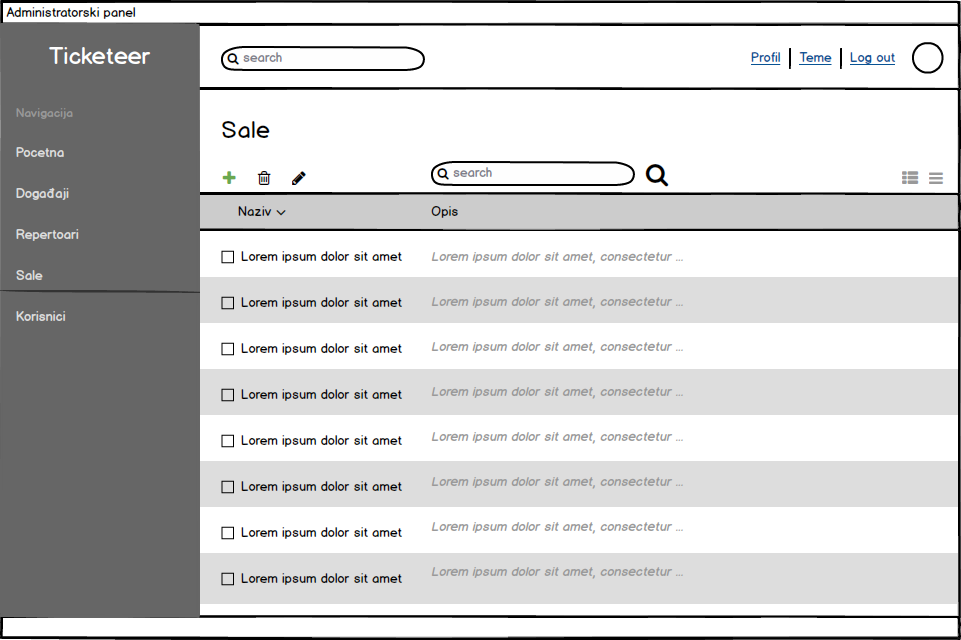 Administratorski panel
Ticketeer
search
Profil
Teme
Log out
Navigacija
Pocetna
Događaji
Repertoari
Sale
Korisnici
Sale
search
Naziv
Opis
Lorem ipsum dolor sit amet
Lorem ipsum dolor sit amet, consectetur ...
Lorem ipsum dolor sit amet
Lorem ipsum dolor sit amet, consectetur ...
Lorem ipsum dolor sit amet
Lorem ipsum dolor sit amet, consectetur ...
Lorem ipsum dolor sit amet
Lorem ipsum dolor sit amet, consectetur ...
Lorem ipsum dolor sit amet
Lorem ipsum dolor sit amet, consectetur ...
Lorem ipsum dolor sit amet
Lorem ipsum dolor sit amet, consectetur ...
Lorem ipsum dolor sit amet
Lorem ipsum dolor sit amet, consectetur ...
Lorem ipsum dolor sit amet
Lorem ipsum dolor sit amet, consectetur ...